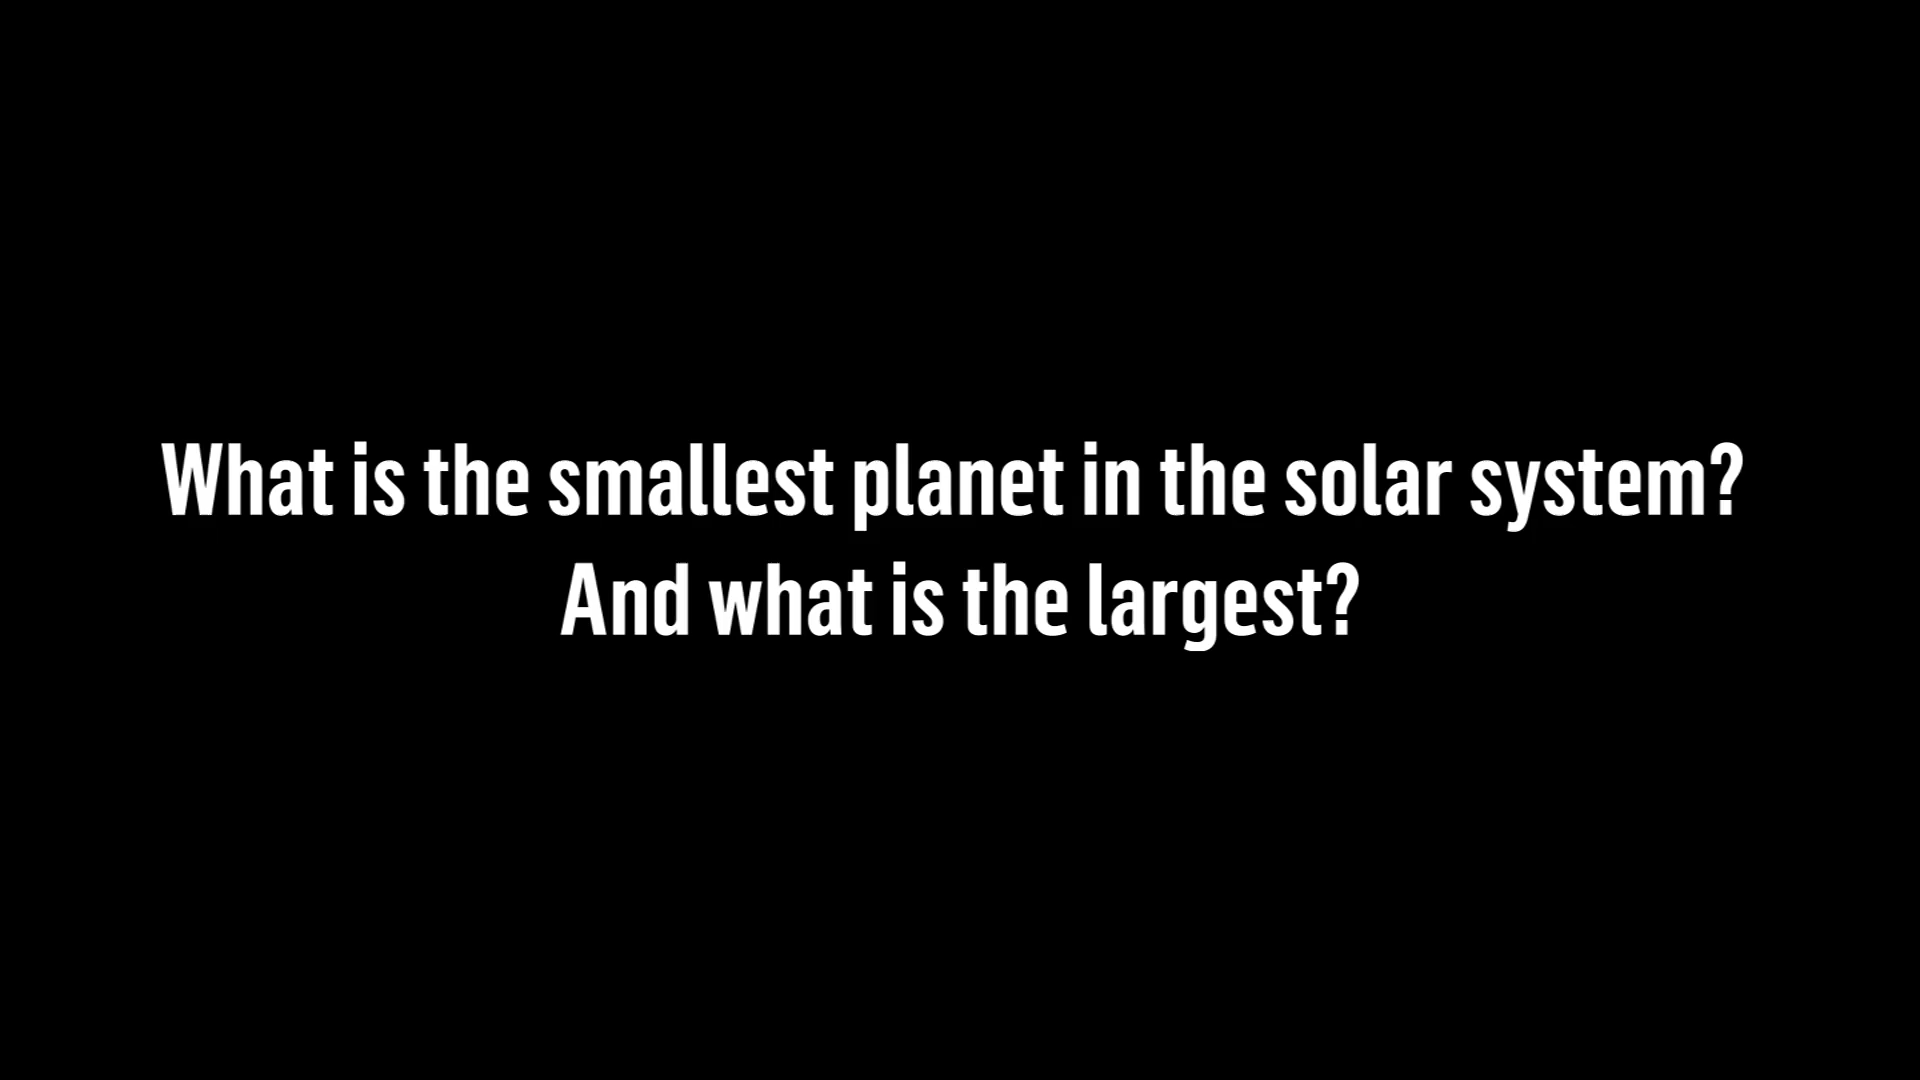 What is the smallest planet in the solar system?
And what is the largest?